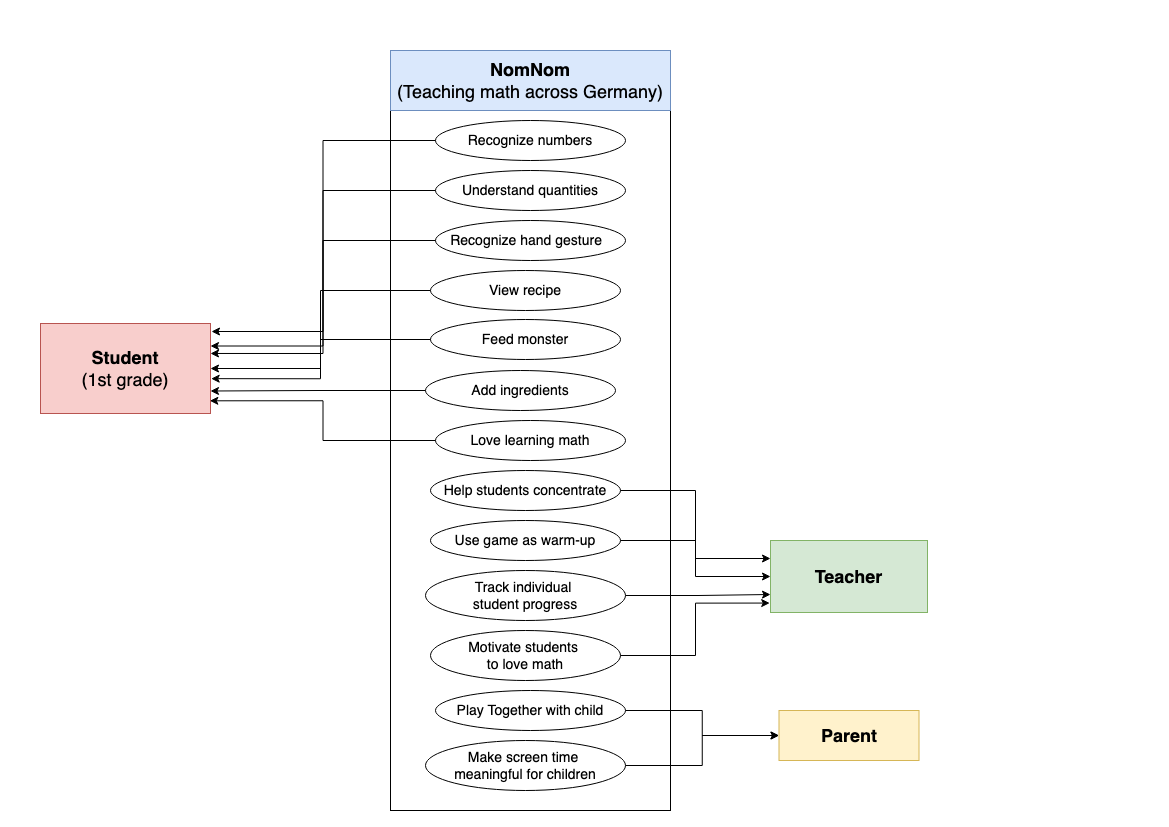 NomNom
(Teaching math across Germany)
Recognize numbers
Understand quantities
Recognize hand gesture
View recipe
Feed monster
Add ingredients
Love learning math
Help students concentrate
Use game as warm-up
Track individual
student progress
Motivate students
to love math
Play Together with child
Make screen time
meaningful for children
Student
(1st grade)
Teacher
Parent